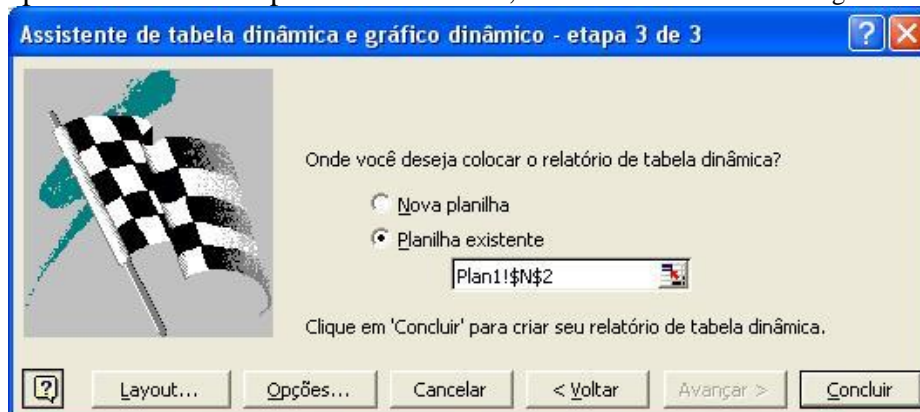 Assistente de tabela dinâmica e gráfico dinâmico - etapa 3 de 3
Onde você deseja colocar o relatório de tabela dinâmica?
Nova planilha
Planilha existente
Plan1!$N$2
Clique em 'Concluir' para criar seu relatório de tabela dinâmica.
Layout... Opções... Cancelar < Voltar Avançar > Concluir